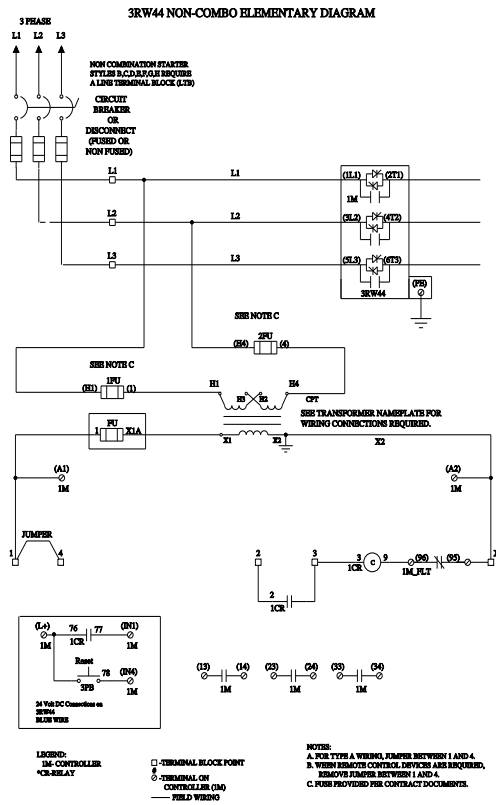 3RW44 NON-COMBO ELEMENTARY DIAGRAM
3 PHASE
L1 L2 L3
NON COMBINATION STARTER
STYLES B,C,D,E,F,G,H REQUIRE
A LINE TERMINAL BLOCK (LTB)
CIRCUIT
BREAKER
OR
DISCONNECT
(FUSED OR
NON FUSED)
L1 L1 (1L1) (2T1)
1M
L2 L2 (3L2) (4T2)
L3 L3 (5L3) (6T3)
3RW44
(PE)
SEE NOTE C
2FU
(H4) (4)
SEE NOTE C
1FU
(H1) (1)
H1 H3 H2 H4
CPT
SEE TRANSFORMER NAMEPLATE FOR
WIRING CONNECTIONS REQUIRED.
FU
1 X1A
X1 X2
X2
(A1)
1M
(A2)
1M
JUMPER
1 4
2 3 3 C 9 (96) (95) 2
1CR 1M_FLT
2
1CR
(L+) 76 77 (IN1)
1M 1CR 1M
Reset
78 (IN4)
3PB 1M
24 Volt DC Connections on
3RW44
BLUE WIRE
(13) (14) (23) (24) (33) (34)
1M 1M 1M
LEGEND:
1M- CONTROLLER
*CR-RELAY
-TERMINAL BLOCK POINT
#
-TERMINAL ON
CONTROLLER (1M)
FIELD WIRING
NOTES:
A. FOR TYPE A WIRING, JUMPER BETWEEN 1 AND 4.
B. WHEN REMOTE CONTROL DEVICES ARE REQUIRED,
REMOVE JUMPER BETWEEN 1 AND 4.
C. FUSE PROVIDED PER CONTRACT DOCUMENTS.